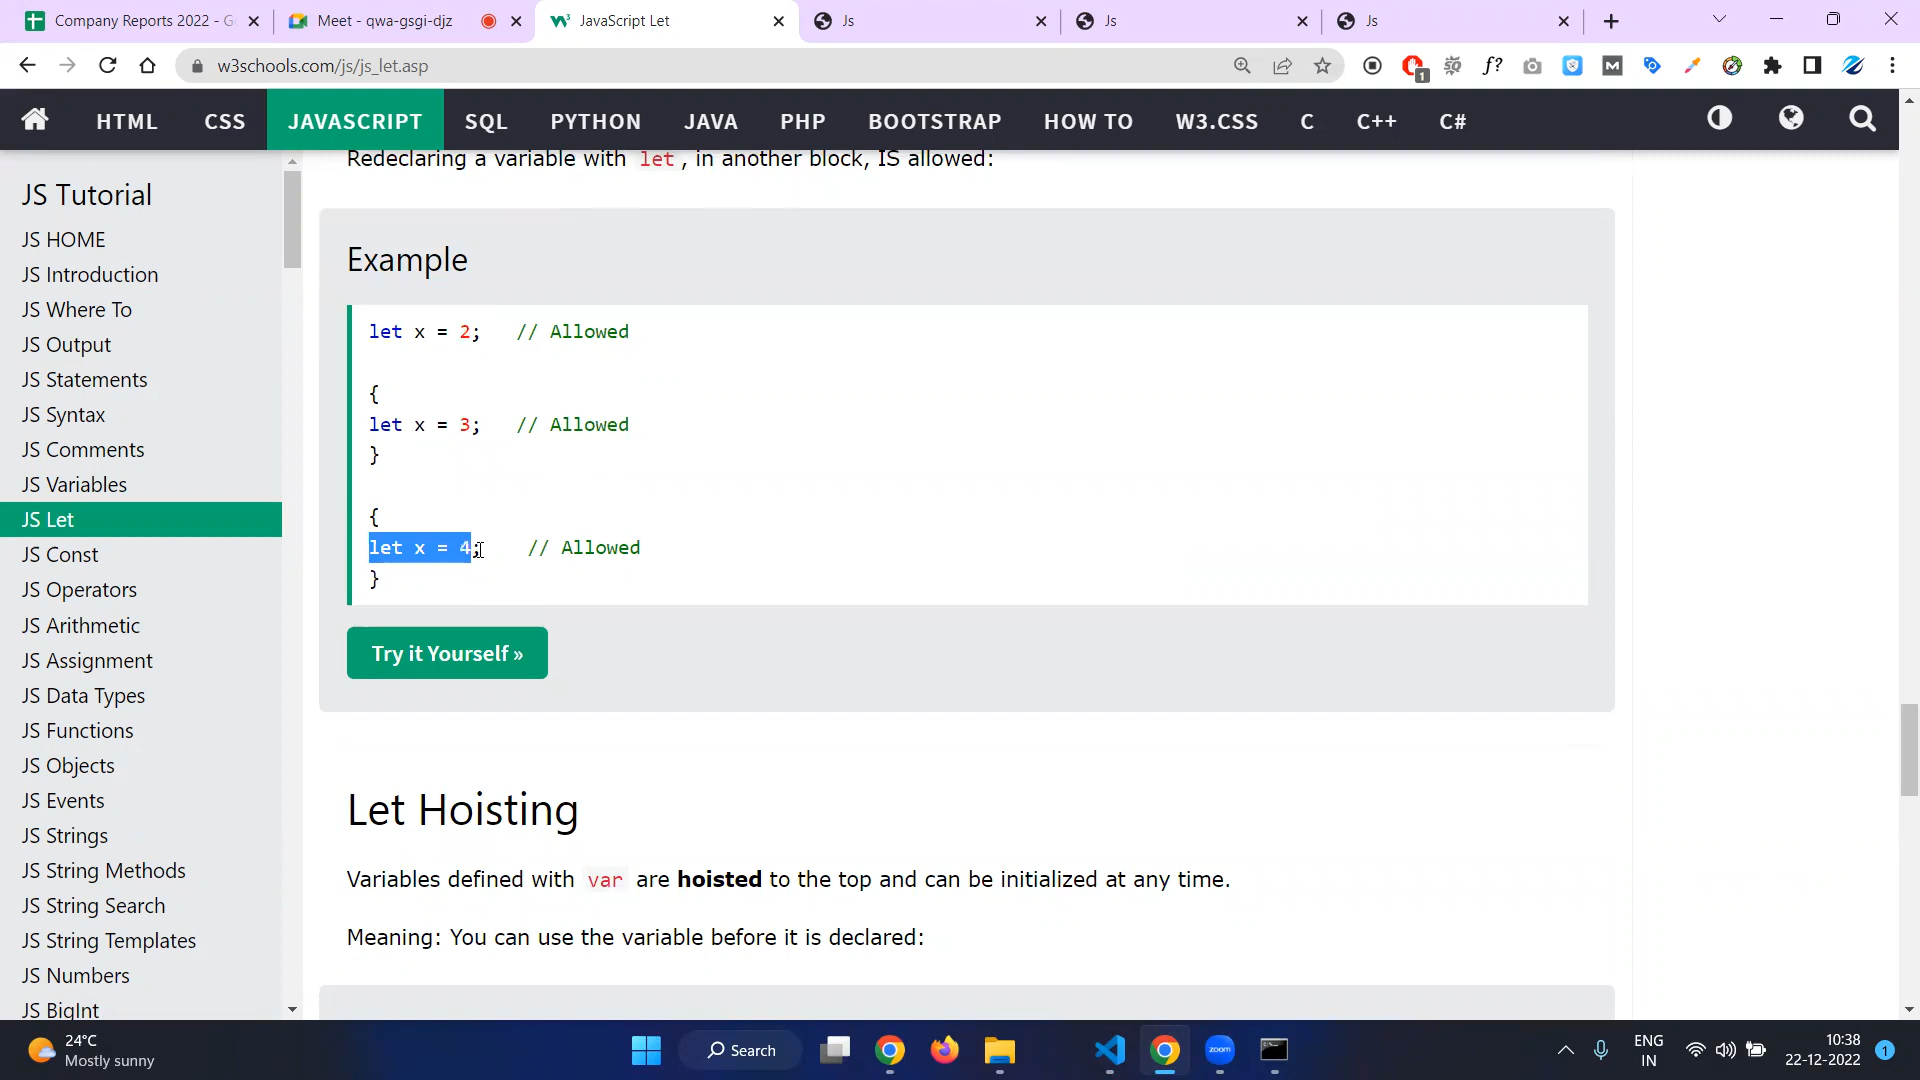 Company Reports 2022 - G
Meet - qwa-gsgi-djz
JavaScript Let
Js
Js
Js
w3schools.com/js/js_let.asp
1
f?
M
HTML
CSS
JAVASCRIPT
SQL
PYTHON
JAVA
PHP
BOOTSTRAP
HOW TO
W3.CSS
C
C++
C#
JS Tutorial
JS HOME
JS Introduction
JS Where To
JS Output
JS Statements
JS Syntax
JS Comments
JS Variables
JS Let
JS Const
JS Operators
JS Arithmetic
JS Assignment
JS Data Types
JS Functions
JS Objects
JS Events
JS Strings
JS String Methods
JS String Search
JS String Templates
JS Numbers
JS BigInt
Redeclaring a variable with let, in another block, IS allowed:
Example
let x = 2;   // Allowed
{
let x = 3;   // Allowed
}
{
let x = 4;    // Allowed
}
Try it Yourself »
Let Hoisting
Variables defined with var are hoisted to the top and can be initialized at any time.
Meaning: You can use the variable before it is declared:
24°C
Mostly sunny
Search
zoom
ENG
IN
10:38
22-12-2022
1